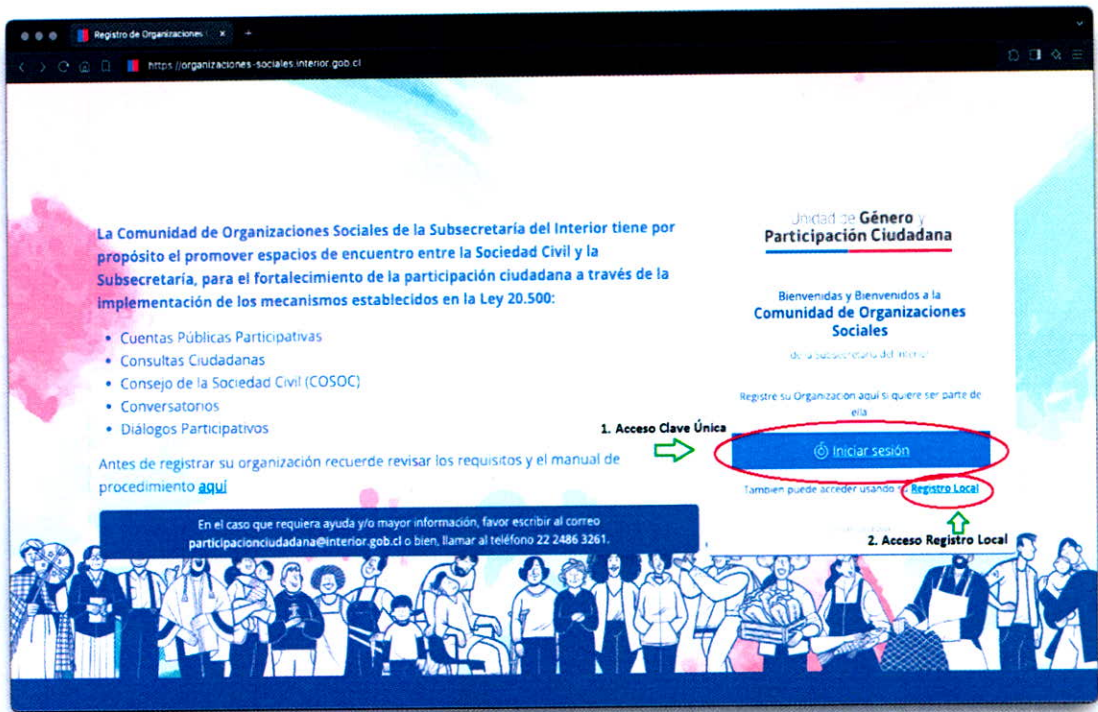 Registro de Organizaciones
https://organizaciones-sociales.interior.gob.cl
La Comunidad de Organizaciones Sociales de la Subsecretaría del Interior tiene por
propósito el promover espacios de encuentro entre la Sociedad Civil y la
Subsecretaría, para el fortalecimiento de la participación ciudadana a través de la
implementación de los mecanismos establecidos en la Ley 20.500:
• Cuentas Públicas Participativas
• Consultas Ciudadanas
• Consejo de la Sociedad Civil (COSOC)
• Conversatorios
• Diálogos Participativos
Antes de registrar su organización recuerde revisar los requisitos y el manual de
procedimiento aquí
En el caso que requiera ayuda y/o mayor información, favor escribir al correo
participacionciudadana@interior.gob.cl o bien, llamar al teléfono 22 2486 3261.
Unidad de Género y
Participación Ciudadana
Bienvenidas y Bienvenidos a la
Comunidad de Organizaciones
Sociales
de la Subsecretaría del Interior
Registre su Organización aquí si quiere ser parte de
ella
1. Acceso Clave Única
Iniciar sesión
También puede acceder usando su Registro Local
2. Acceso Registro Local